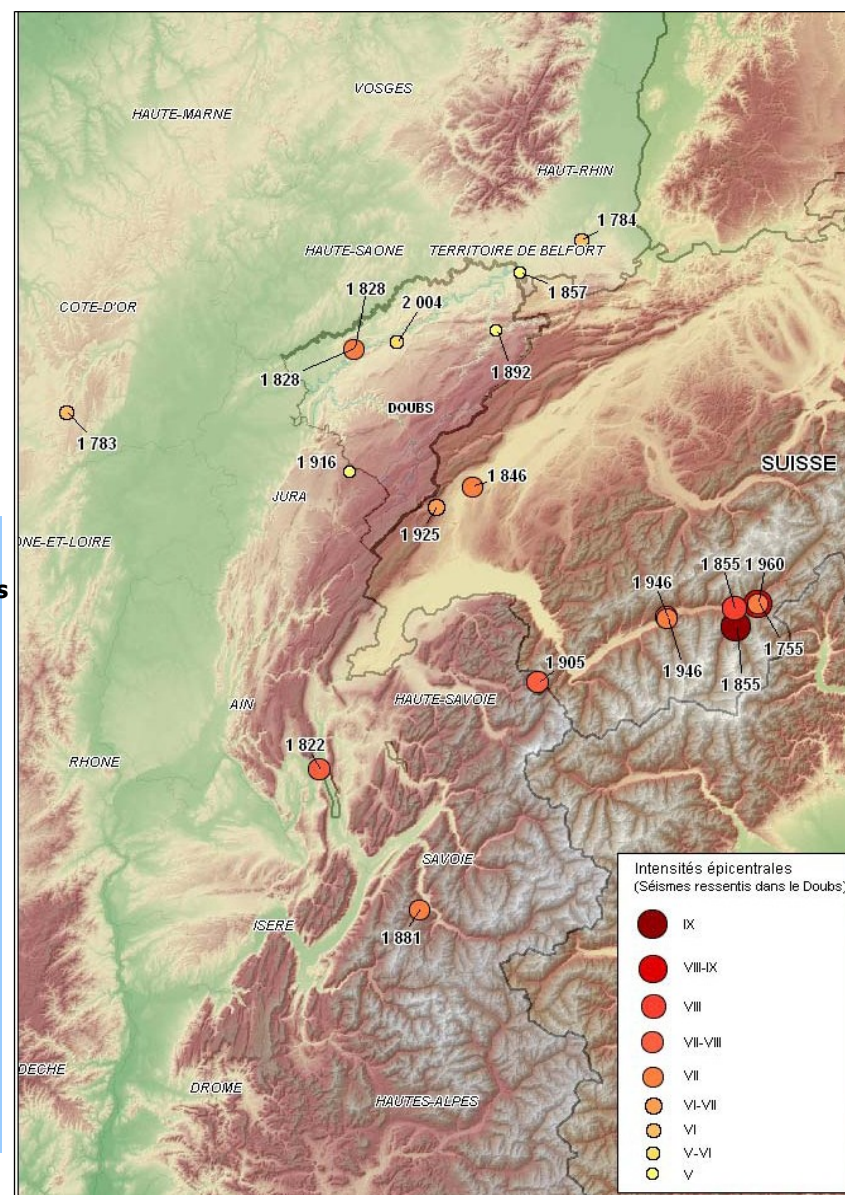 VOSGES
HAUTE-MARNE
HAUT-RHIN
1 784
HAUTE-SAONE
TERRITOIRE DE BELFORT
1 828
1 857
COTE-D'OR
2 004
1 828
1 892
DOUBS
1 783
1 916
SUISSE
1 846
JURA
1 925
ONE-ET-LOIRE
s
1 855
1 960
1 946
1 946
1 755
1 855
1 905
HAUTE-SAVOIE
AIN
1 822
RHONE
SAVOIE
ISERE
1 881
DECHE
DROME
HAUTES-ALPES
Intensités épicentrales
(Séismes ressentis dans le Doubs)
IX
VIII-IX
VIII
VII-VIII
VII
VI-VII
VI
V-VI
V